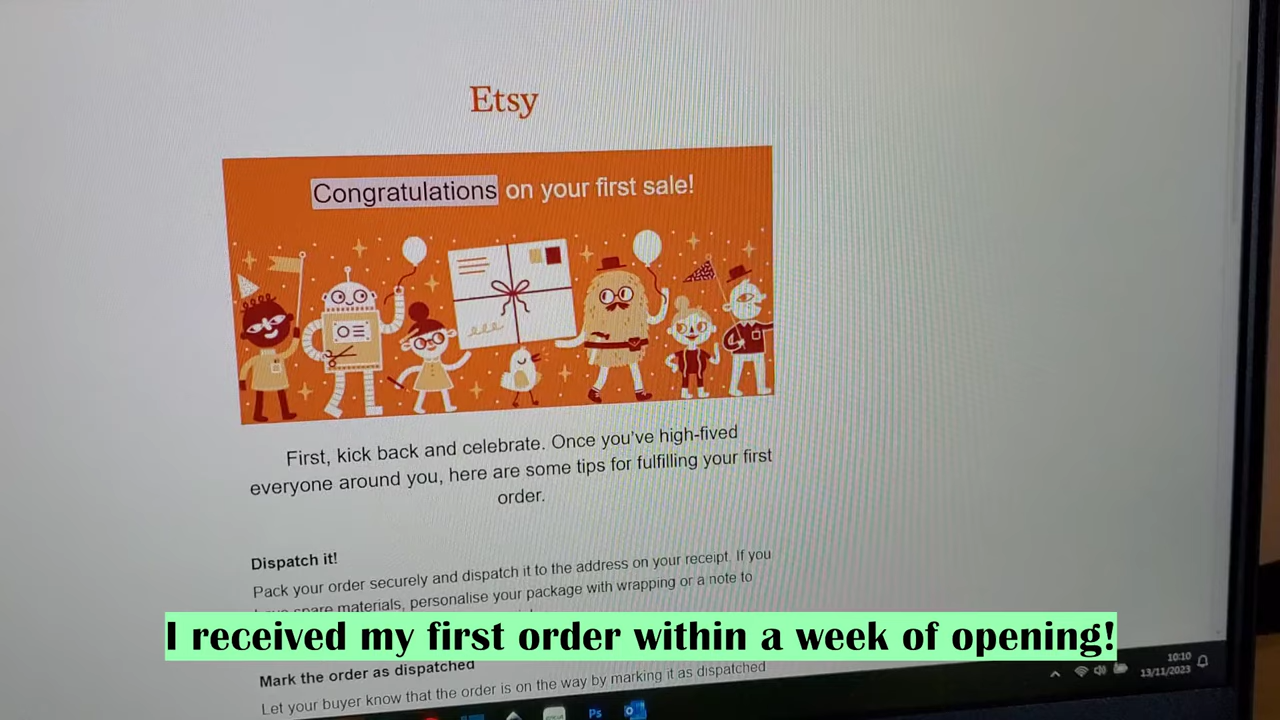 Etsy
Congratulations on your first sale!
First, kick back and celebrate. Once you've high-fived
everyone around you, here are some tips for fulfilling your first
order.
Dispatch it!
Pack your order securely and dispatch it to the address on your receipt. If you
spare materials, personalise your package with wrapping or a note to
I received my first order within a week of opening!
Mark the order as dispatched
Let your buyer know that the order is on the way by marking it as dispatched
10:10
13/11/2023
Ps